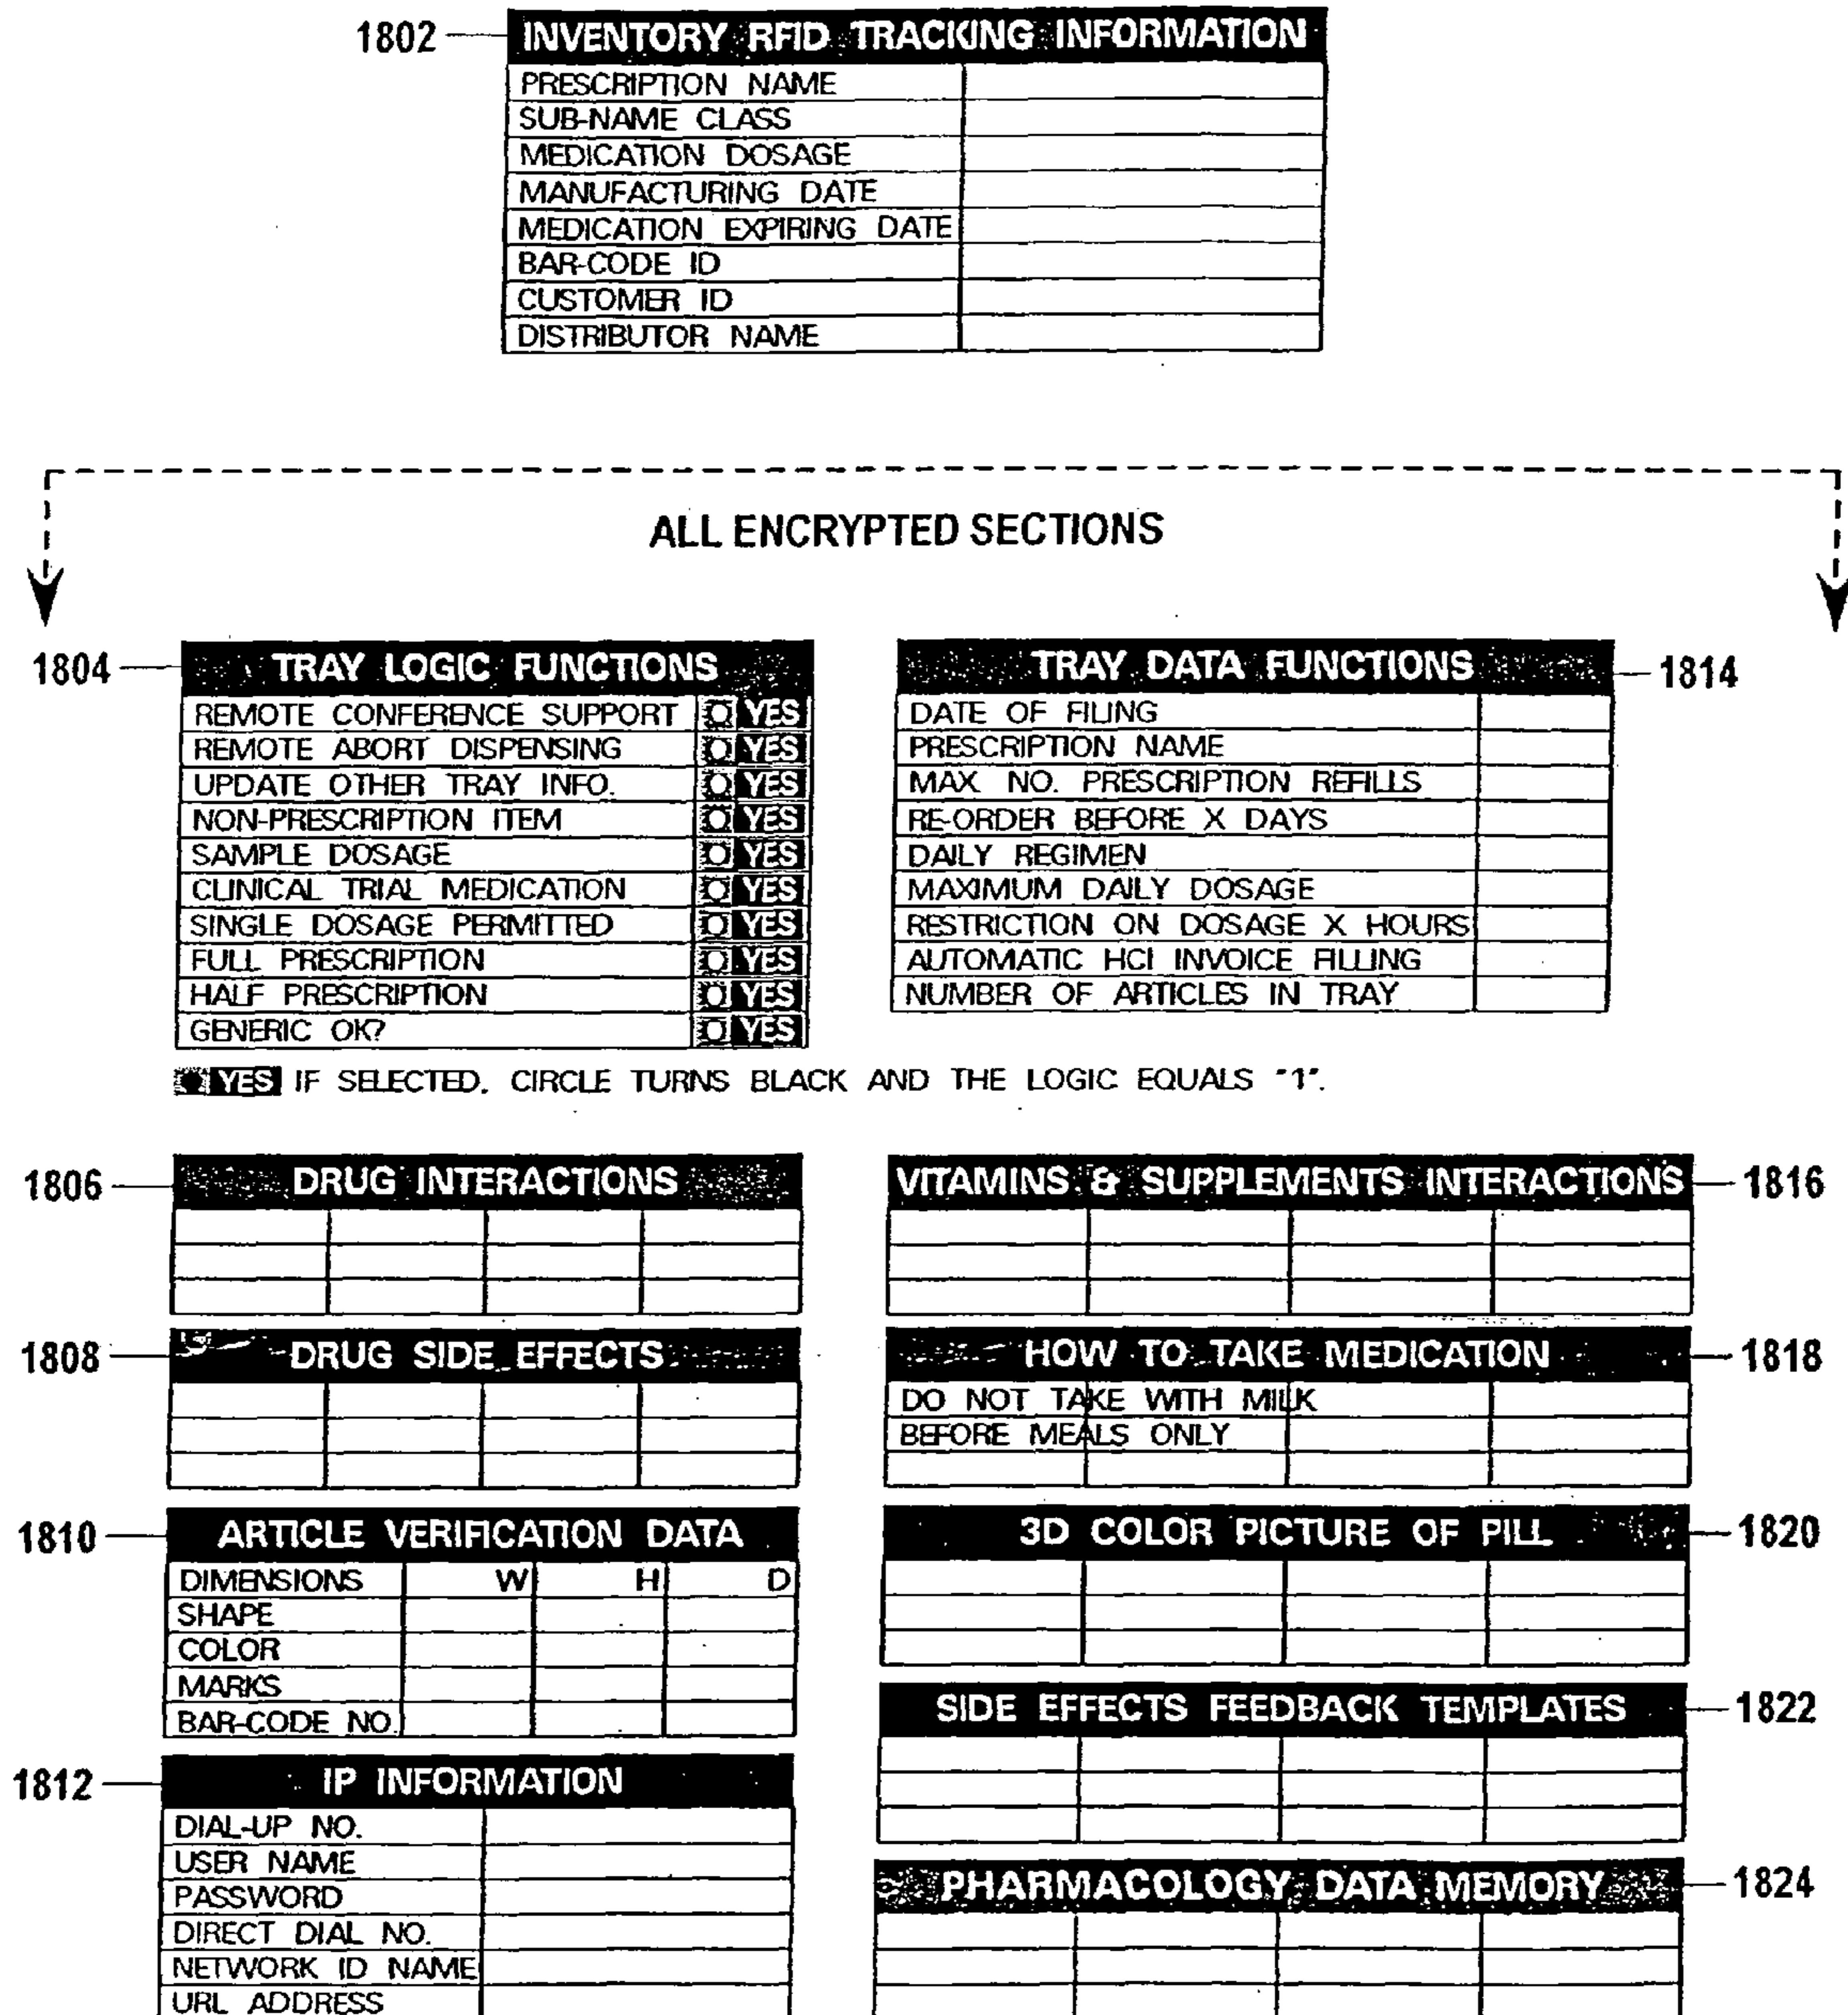 1802
INVENTORY RFID TRACKING INFORMATION
PRESCRIPTION NAME
SUB-NAME CLASS
MEDICATION DOSAGE
MANUFACTURING DATE
MEDICATION EXPIRING DATE
BAR-CODE ID
CUSTOMER ID
DISTRIBUTOR NAME
ALL ENCRYPTED SECTIONS
1804
TRAY LOGIC FUNCTIONS
REMOTE CONFERENCE SUPPORT YES
REMOTE ABORT DISPENSING YES
UPDATE OTHER TRAY INFO. YES
NON-PRESCRIPTION ITEM YES
SAMPLE DOSAGE YES
CLINICAL TRIAL MEDICATION YES
SINGLE DOSAGE PERMITTED YES
FULL PRESCRIPTION YES
HALF PRESCRIPTION YES
GENERIC OK? YES
TRAY DATA FUNCTIONS
1814
DATE OF FILING
PRESCRIPTION NAME
MAX. NO. PRESCRIPTION REFILLS
RE-ORDER BEFORE X DAYS
DAILY REGIMEN
MAXIMUM DAILY DOSAGE
RESTRICTION ON DOSAGE X HOURS
AUTOMATIC HCI INVOICE FILLING
NUMBER OF ARTICLES IN TRAY
YES IF SELECTED. CIRCLE TURNS BLACK AND THE LOGIC EQUALS "1".
1806
DRUG INTERACTIONS
VITAMINS & SUPPLEMENTS INTERACTIONS
1816
1808
DRUG SIDE EFFECTS
HOW TO TAKE MEDICATION
1818
DO NOT TAKE WITH MILK
BEFORE MEALS ONLY
1810
ARTICLE VERIFICATION DATA
DIMENSIONS W H D
SHAPE
COLOR
MARKS
BAR-CODE NO.
3D COLOR PICTURE OF PILL
1820
SIDE EFFECTS FEEDBACK TEMPLATES
1822
1812
IP INFORMATION
DIAL-UP NO.
USER NAME
PASSWORD
DIRECT DIAL NO.
NETWORK ID NAME
URL ADDRESS
PHARMACOLOGY DATA MEMORY
1824